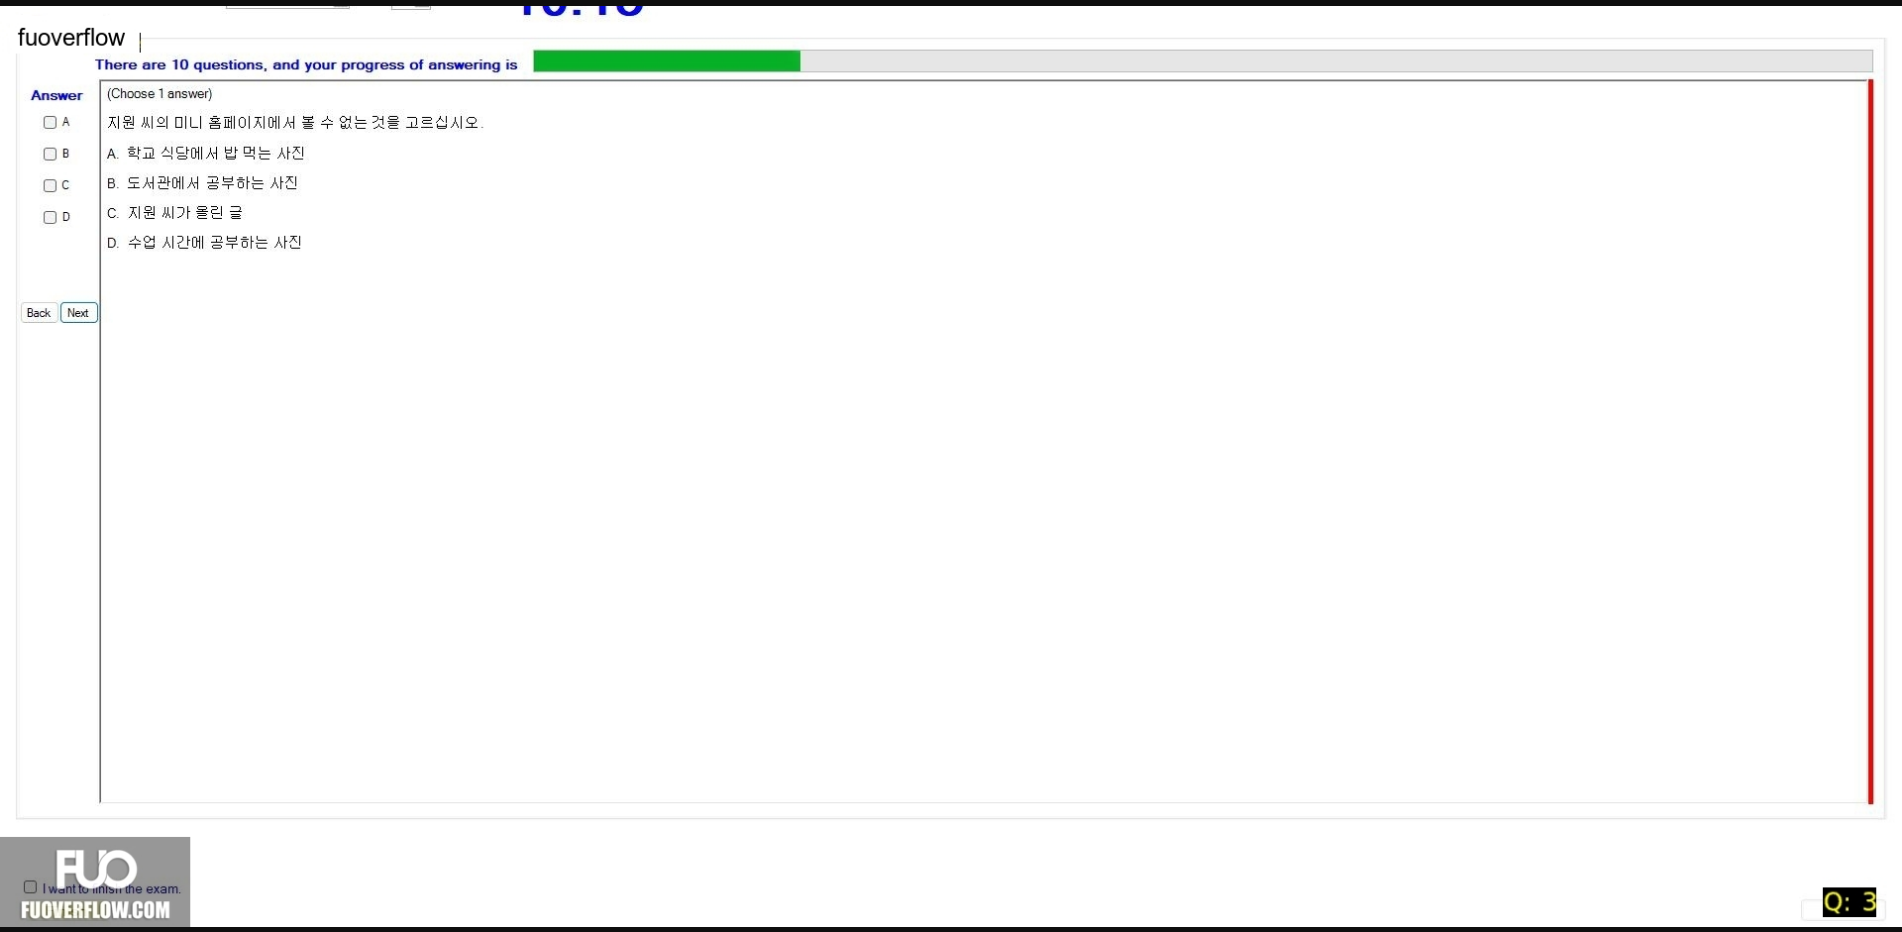 fuoverflow
There are 10 questions, and your progress of answering is
Answer
(Choose 1 answer)
A
지원 씨의 미니 홈페이지에서 볼 수 없는 것을 고르십시오.
B
A. 학교 식당에서 밥 먹는 사진
C
B. 도서관에서 공부하는 사진
D
C. 지원 씨가 올린 글
D. 수업 시간에 공부하는 사진
Back Next
FUO
I want to finish the exam.
FUOVERFLOW.COM
Q: 3